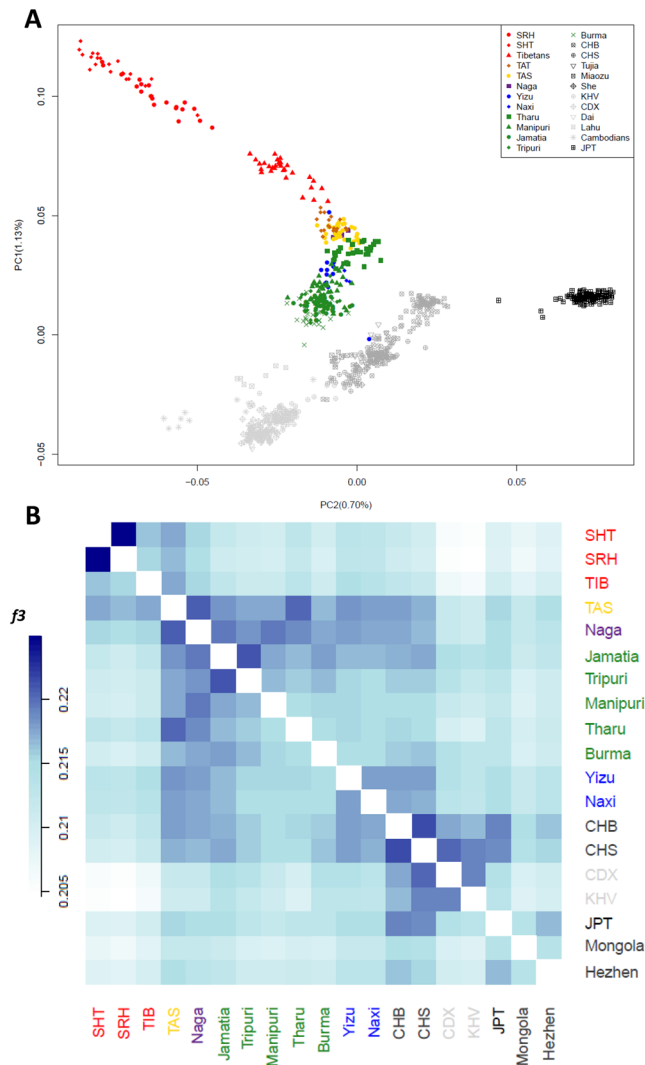 A
SRH
SHT
Tibetans
TAT
TAS
Naga
Yizu
Naxi
Tharu
Manipuri
Jamatia
Tripuri
Burma
CHB
CHS
Tujia
Miaozu
She
KHV
CDX
Dai
Lahu
Cambodians
JPT
PC1(1.13%)
0.10
0.05
0.00
−0.05
−0.05
0.00
0.05
PC2(0.70%)
B
f3
0.22
0.215
0.21
0.205
SHT
SRH
TIB
TAS
Naga
Jamatia
Tripuri
Manipuri
Tharu
Burma
Yizu
Naxi
CHB
CHS
CDX
KHV
JPT
Mongola
Hezhen
SHT
SRH
TIB
TAS
Naga
Jamatia
Tripuri
Manipuri
Tharu
Burma
Yizu
Naxi
CHB
CHS
CDX
KHV
JPT
Mongola
Hezhen